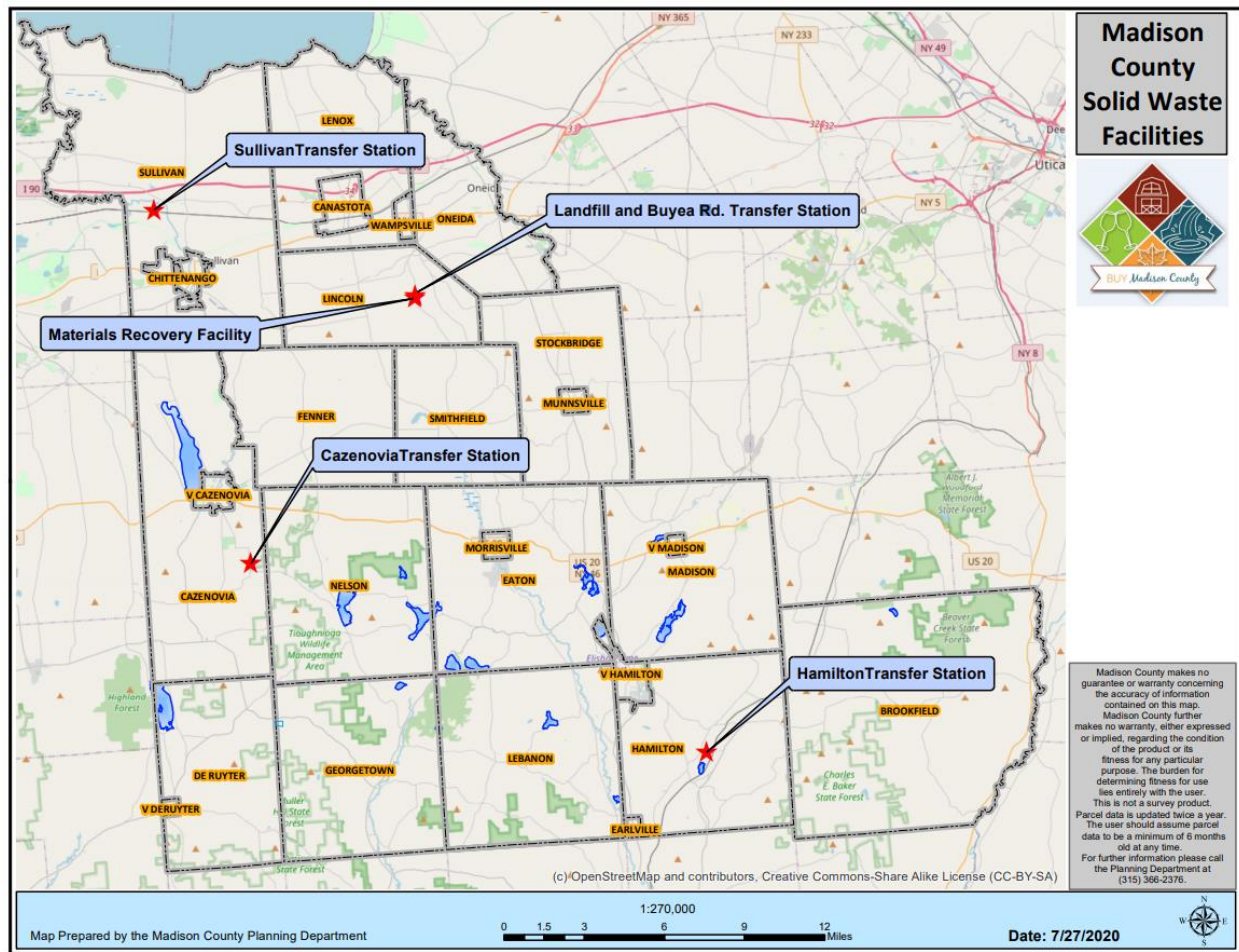 Madison
County
Solid Waste
Facilities
BUY Madison County
NY 365
NY 233
NY 49
Utica
NY 5
NY 8
I 90
LENOX
SullivanTransfer Station
SULLIVAN
34
33
32
CANASTOTA
WAMPSVILLE
ONEIDA
Landfill and Buyea Rd. Transfer Station
CHITTENANGO
LINCOLN
Materials Recovery Facility
STOCKBRIDGE
MUNNSVILLE
FENNER
SMITHFIELD
CazenoviaTransfer Station
V CAZENOVIA
Memorial
State Forest
MORRISVILLE
EATON
US 20
V MADISON
MADISON
US 20
NELSON
CAZENOVIA
Tioughnioga
Wildlife
Management
Area
Beaver
Creek State
Forest
V HAMILTON
HamiltonTransfer Station
Highland
Forest
BROOKFIELD
HAMILTON
LEBANON
DE RUYTER
GEORGETOWN
Charles
E. Baker
State Forest
V DERUYTER
EARLVILLE
State Forest
(c) OpenStreetMap and contributors, Creative Commons-Share Alike License (CC-BY-SA)
Madison County makes no
guarantee or warranty concerning
the accuracy of information
contained on this map.
Madison County further
makes no warranty, either expressed
or implied, regarding the condition
of the product or its
fitness for any particular
purpose. The burden for
determining fitness for use
lies entirely with the user.
This is not a survey product.
Parcel data is updated twice a year.
The user should assume parcel
data to be a minimum of 6 months
old at any time.
For further information please call
the Planning Department at
(315) 366-2376.
Map Prepared by the Madison County Planning Department
1:270,000
0 1.5 3 6 9 12
Miles
Date: 7/27/2020
N
W E
S